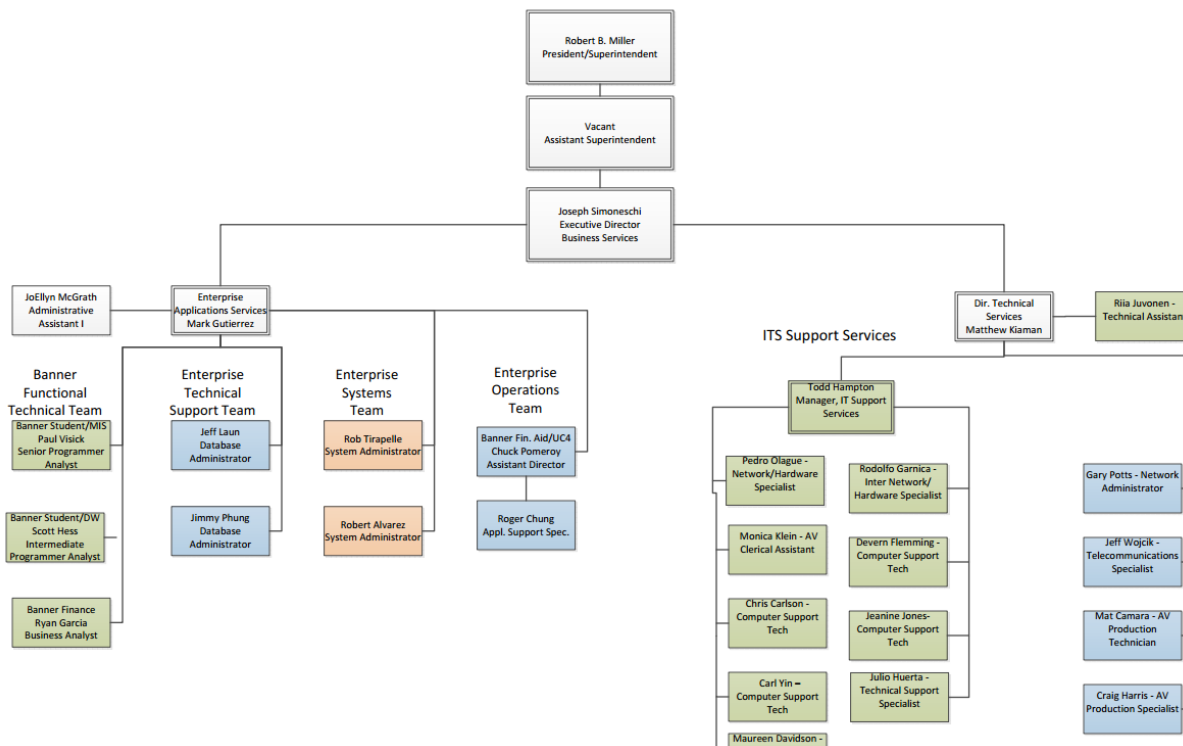 Robert B. Miller
President/Superintendent
Vacant
Assistant Superintendent
Joseph Simoneschi
Executive Director
Business Services
JoEllyn McGrath
Administrative
Assistant I
Enterprise
Applications Services
Mark Gutierrez
Dir. Technical
Services
Matthew Kiaman
Riia Juvonen -
Technical Assistant
ITS Support Services
Banner
Functional
Technical Team
Enterprise
Technical
Support Team
Enterprise
Systems
Team
Enterprise
Operations
Team
Todd Hampton
Manager, IT Support
Services
Banner Student/MIS
Paul Visick
Senior Programmer
Analyst
Jeff Laun
Database
Administrator
Rob Tirapelle
System Administrator
Banner Fin. Aid/UC4
Chuck Pomeroy
Assistant Director
Banner Student/DW
Scott Hess
Intermediate
Programmer Analyst
Jimmy Phung
Database
Administrator
Robert Alvarez
System Administrator
Roger Chung
Appl. Support Spec.
Banner Finance
Ryan Garcia
Business Analyst
Pedro Olague -
Network/Hardware
Specialist
Rodolfo Garnica -
Inter Network/
Hardware Specialist
Gary Potts - Network
Administrator
Monica Klein - AV
Clerical Assistant
Devern Flemming -
Computer Support
Tech
Jeff Wojcik -
Telecommunications
Specialist
Chris Carlson -
Computer Support
Tech
Jeanine Jones-
Computer Support
Tech
Mat Camara - AV
Production
Technician
Carl Yin –
Computer Support
Tech
Julio Huerta -
Technical Support
Specialist
Craig Harris - AV
Production Specialist
Maureen Davidson -